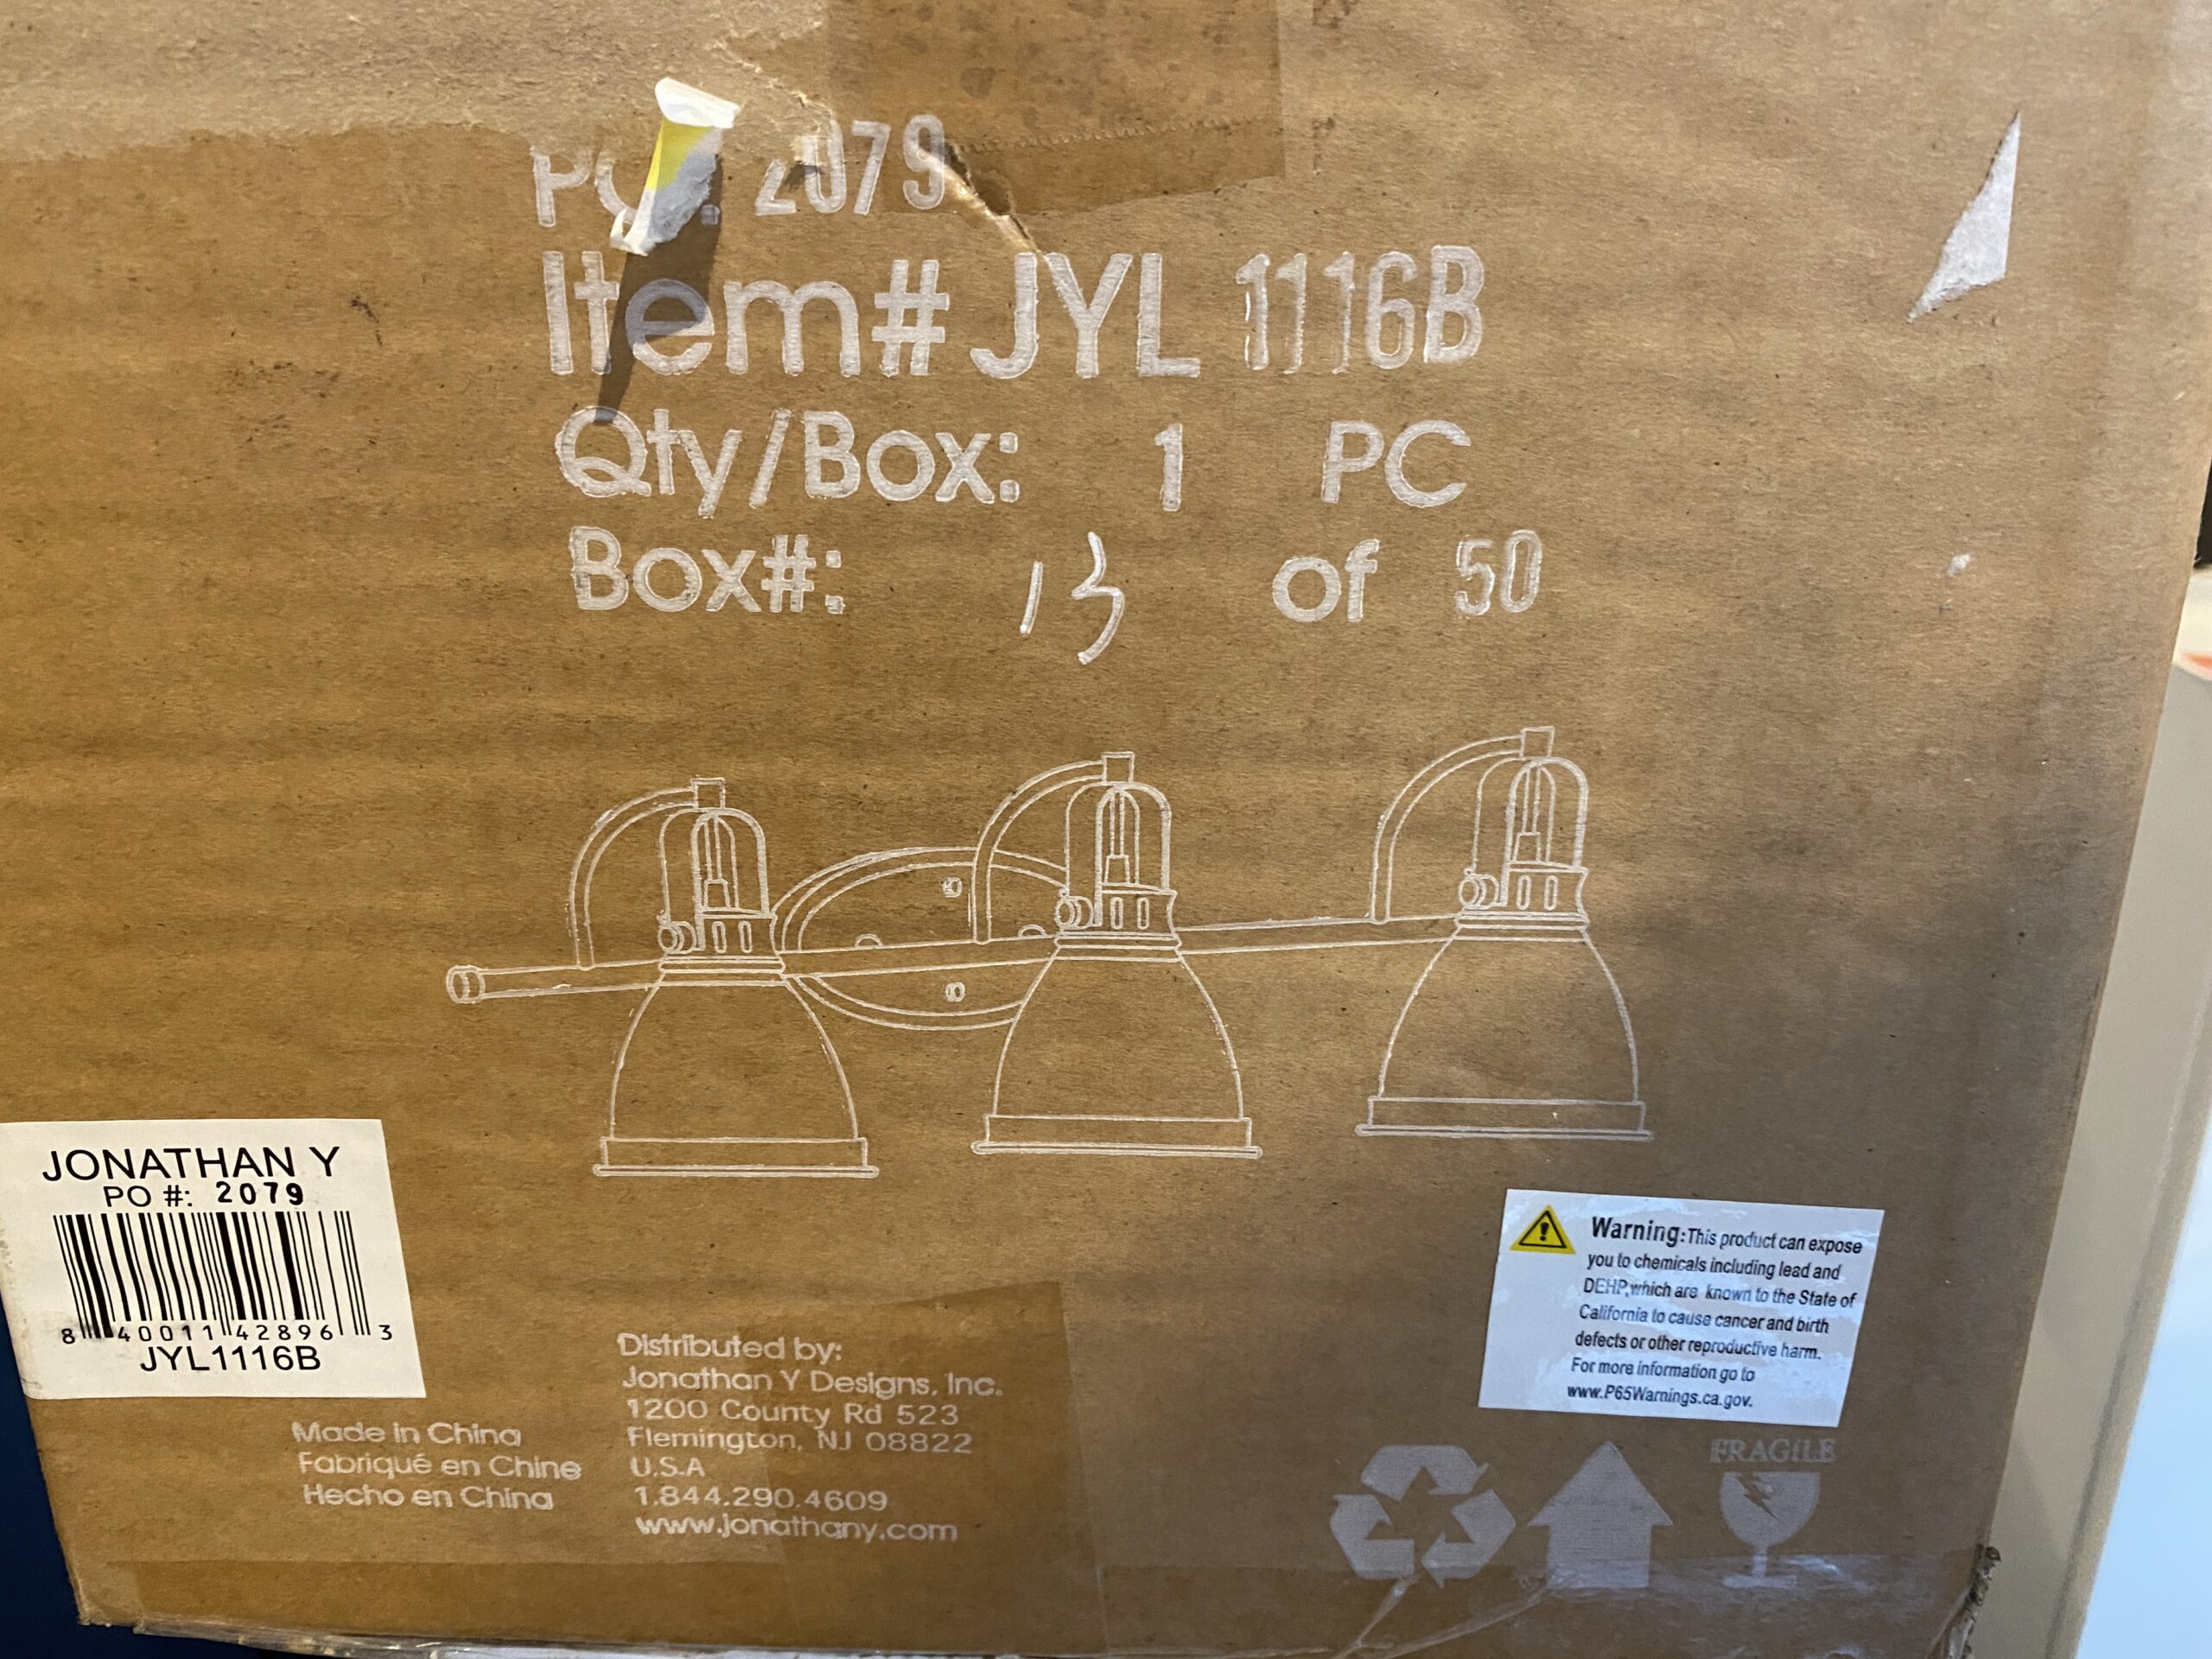 PO: 2079
Item# JYL 1116B
Qty/Box: 1 PC
Box#: 13 of 50
JONATHAN Y
PO #: 2079
8 40011 42896 3
JYL1116B
Made in China
Fabriqué en Chine
Hecho en China
Distributed by:
Jonathan Y Designs, Inc.
1200 County Rd 523
Flemington, NJ 08822
U.S.A
1.844.290.4609
www.jonathany.com
Warning:This product can expose
you to chemicals including lead and
DEHP,which are known to the State of
California to cause cancer and birth
defects or other reproductive harm.
For more information go to
www.P65Warnings.ca.gov.
FRAGILE